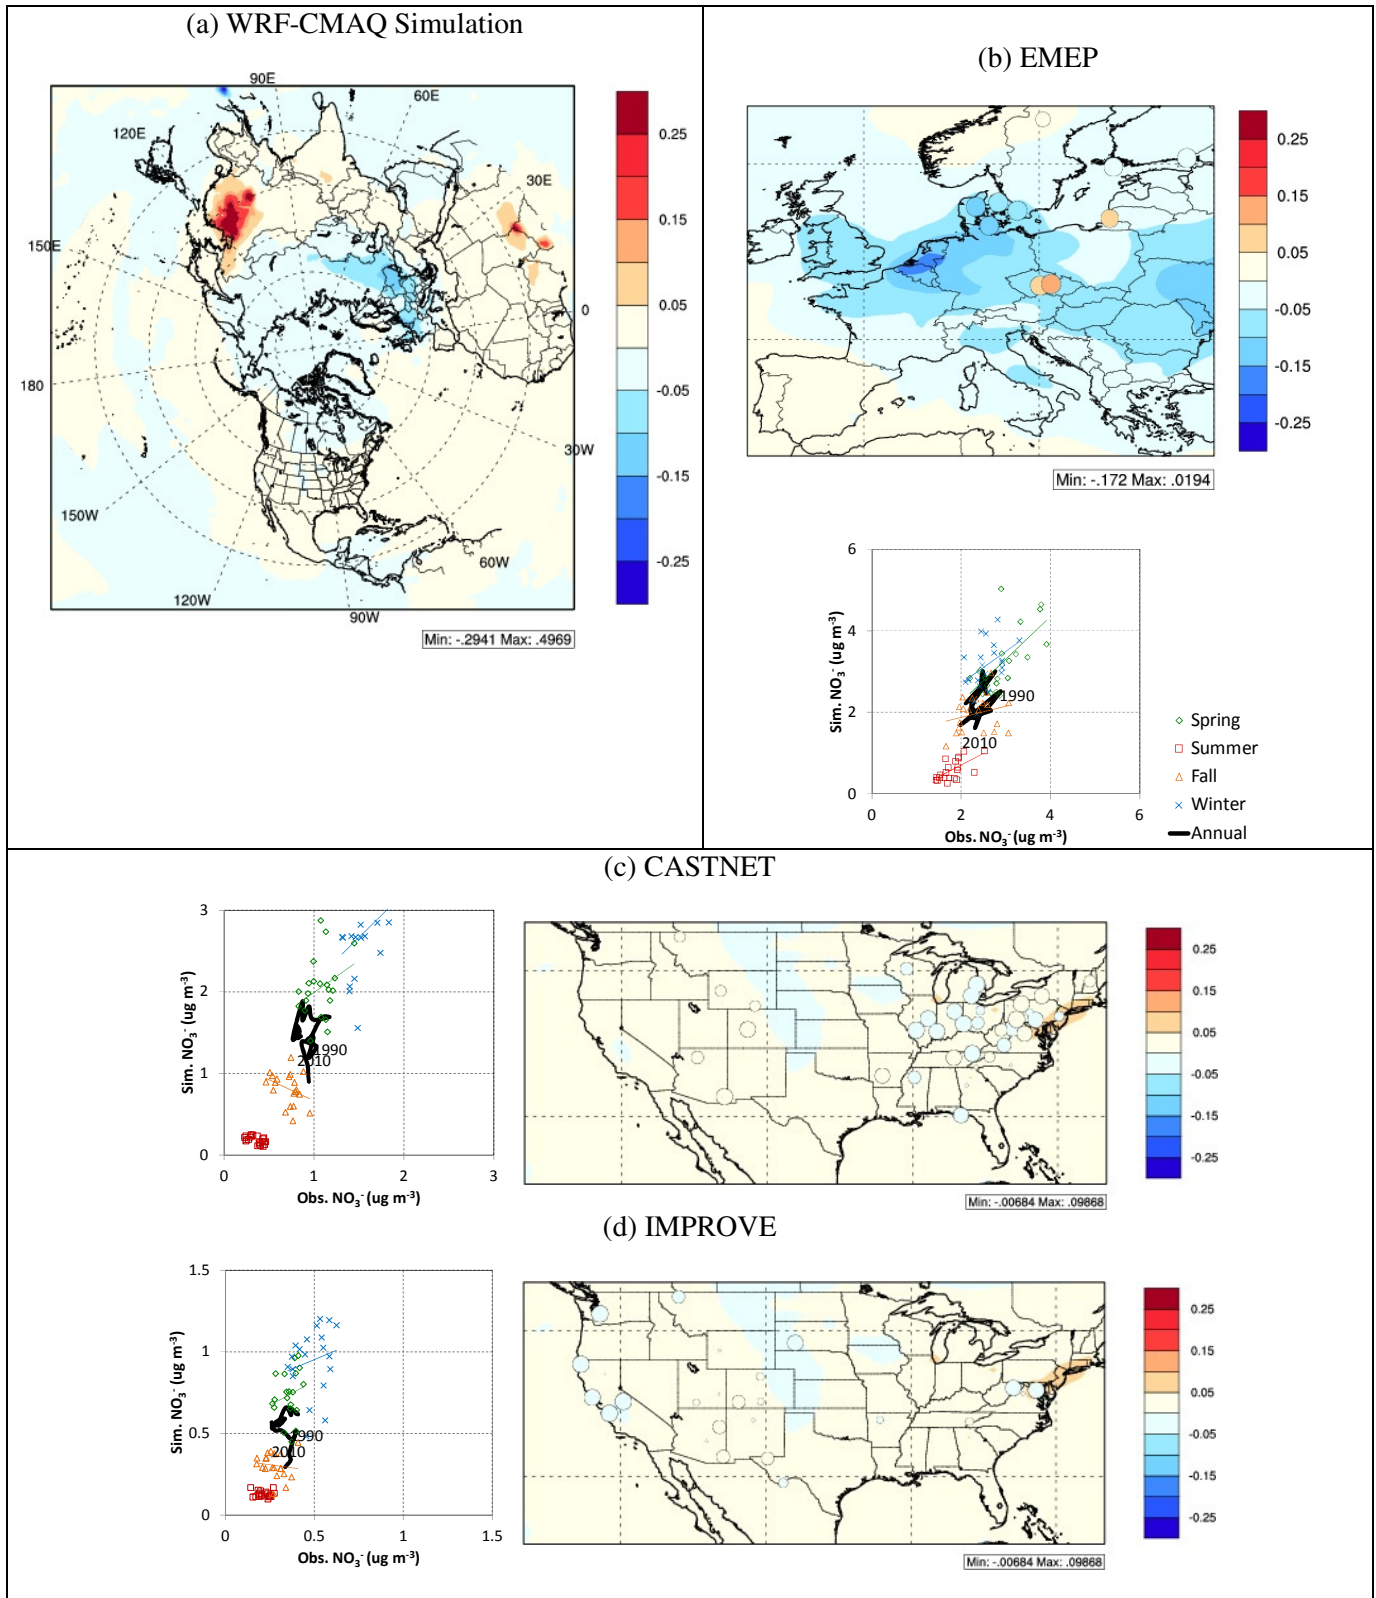 (a) WRF-CMAQ Simulation
90E
60E
120E
30E
150E
0
180
30W
150W
60W
120W
90W
0.25
0.15
0.05
-0.05
-0.15
-0.25
Min: -.2941 Max: .4969
(b) EMEP
0.25
0.15
0.05
-0.05
-0.15
-0.25
Min: -.172 Max: .0194
Sim. NO3- (ug m-3)
6
4
2
0
1990
2010
0 2 4 6
Obs. NO3- (ug m-3)
Spring
Summer
Fall
Winter
Annual
(c) CASTNET
Sim. NO3- (ug m-3)
3
2
1
0
1990
2010
0 1 2 3
Obs. NO3- (ug m-3)
0.25
0.15
0.05
-0.05
-0.15
-0.25
Min: -.00684 Max: .09868
(d) IMPROVE
Sim. NO3- (ug m-3)
1.5
1
0.5
0
1990
2010
0 0.5 1 1.5
Obs. NO3- (ug m-3)
0.25
0.15
0.05
-0.05
-0.15
-0.25
Min: -.00684 Max: .09868